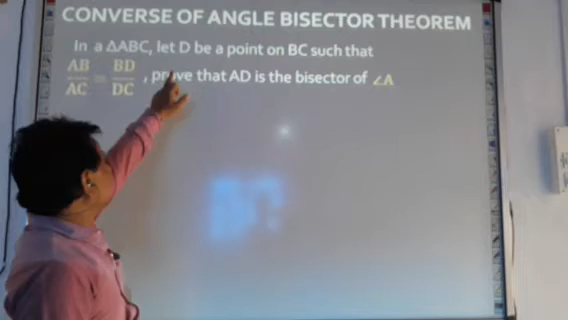 CONVERSE OF ANGLE BISECTOR THEOREM
In a ΔABC, let D be a point on BC such that
AB/AC = BD/DC , prove that AD is the bisector of ∠A